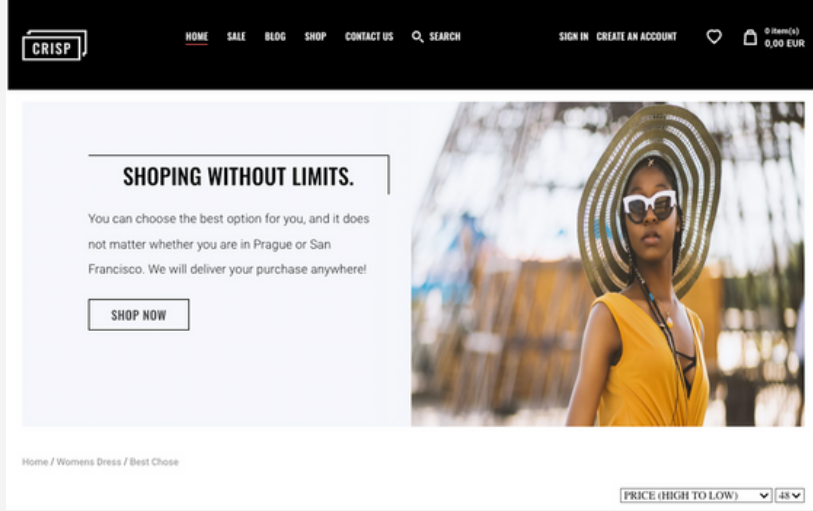 CRISP
HOME SALE BLOG SHOP CONTACT US SEARCH SIGN IN CREATE AN ACCOUNT
0 item(s)
0,00 EUR
SHOPING WITHOUT LIMITS.
You can choose the best option for you, and it does
not matter whether you are in Prague or San
Francisco. We will deliver your purchase anywhere!
SHOP NOW
Home / Womens Dress / Best Chose
PRICE (HIGH TO LOW) 48